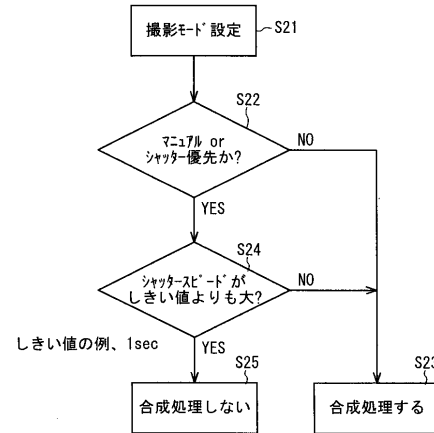 撮影ﾓｰﾄﾞ設定
S21
S22
ﾏﾆｭｱﾙ or
ｼｬｯﾀｰ優先か?
NO
YES
S24
ｼｬｯﾀｰｽﾋﾟｰﾄﾞが
しきい値よりも大?
NO
しきい値の例、1sec
YES
S25
S23
合成処理しない
合成処理する